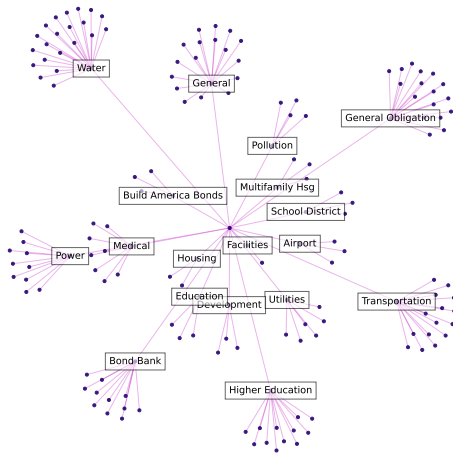 Water
General
General Obligation
Pollution
Multifamily Hsg
Build America Bonds
School District
Medical
Facilities
Airport
Power
Housing
Education
Development
Utilities
Transportation
Bond Bank
Higher Education